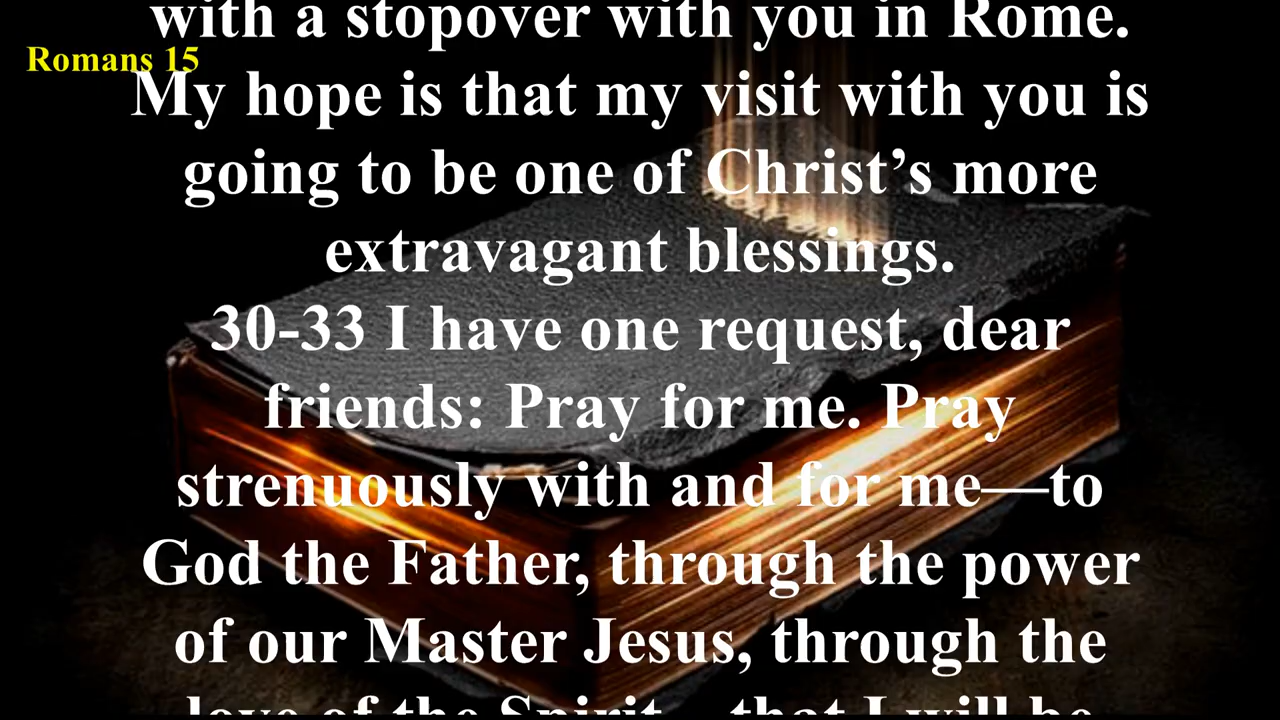 with a stopover with you in Rome.
Romans 15
My hope is that my visit with you is
going to be one of Christ’s more
extravagant blessings.
30-33 I have one request, dear
friends: Pray for me. Pray
strenuously with and for me—to
God the Father, through the power
of our Master Jesus, through the
love of the Spirit—that I will be